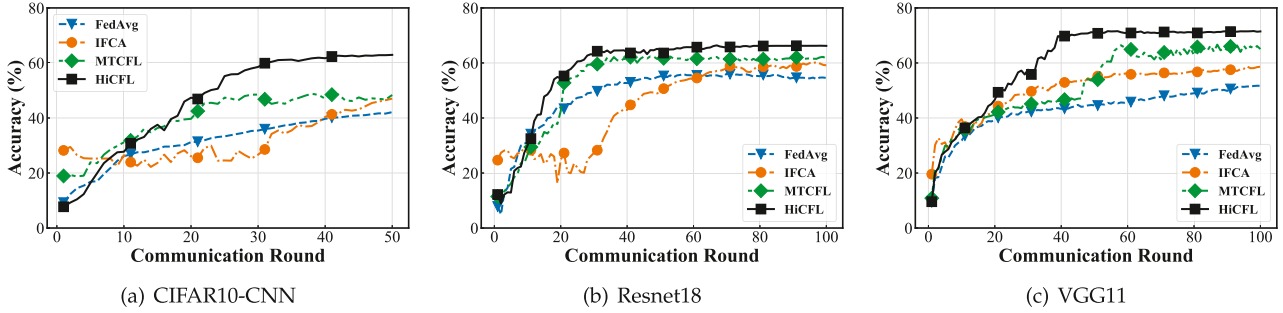 Accuracy (%)
80
60
40
20
0
FedAvg
IFCA
MTCFL
HiCFL
0 10 20 30 40 50
Communication Round
(a) CIFAR10-CNN
Accuracy (%)
80
60
40
20
0
FedAvg
IFCA
MTCFL
HiCFL
0 20 40 60 80 100
Communication Round
(b) Resnet18
Accuracy (%)
80
60
40
20
0
FedAvg
IFCA
MTCFL
HiCFL
0 20 40 60 80 100
Communication Round
(c) VGG11